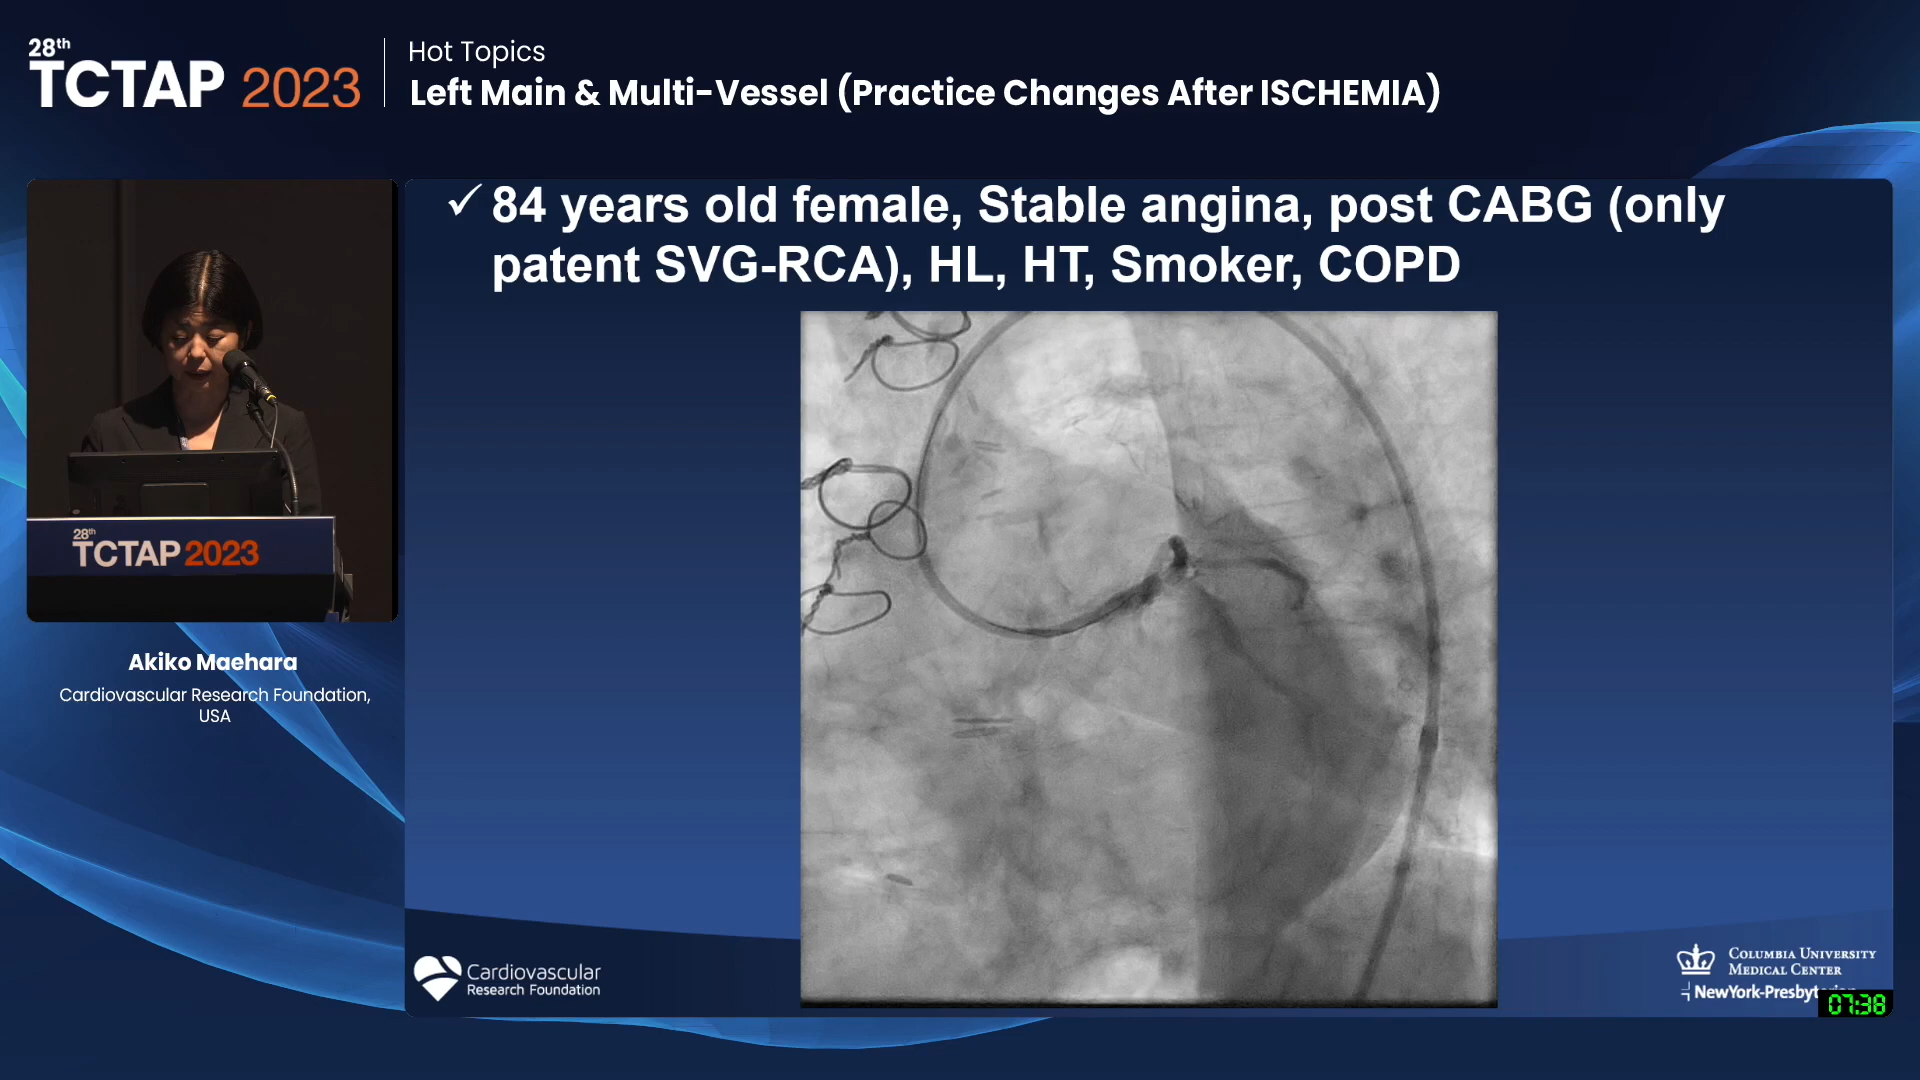 28th
TCTAP 2023
Hot Topics
Left Main & Multi-Vessel (Practice Changes After ISCHEMIA)
✓ 84 years old female, Stable angina, post CABG (only
patent SVG-RCA), HL, HT, Smoker, COPD
28th
TCTAP 2023
Akiko Maehara
Cardiovascular Research Foundation,
USA
Cardiovascular
Research Foundation
COLUMBIA UNIVERSITY
MEDICAL CENTER
NewYork-Presbyt
07:38